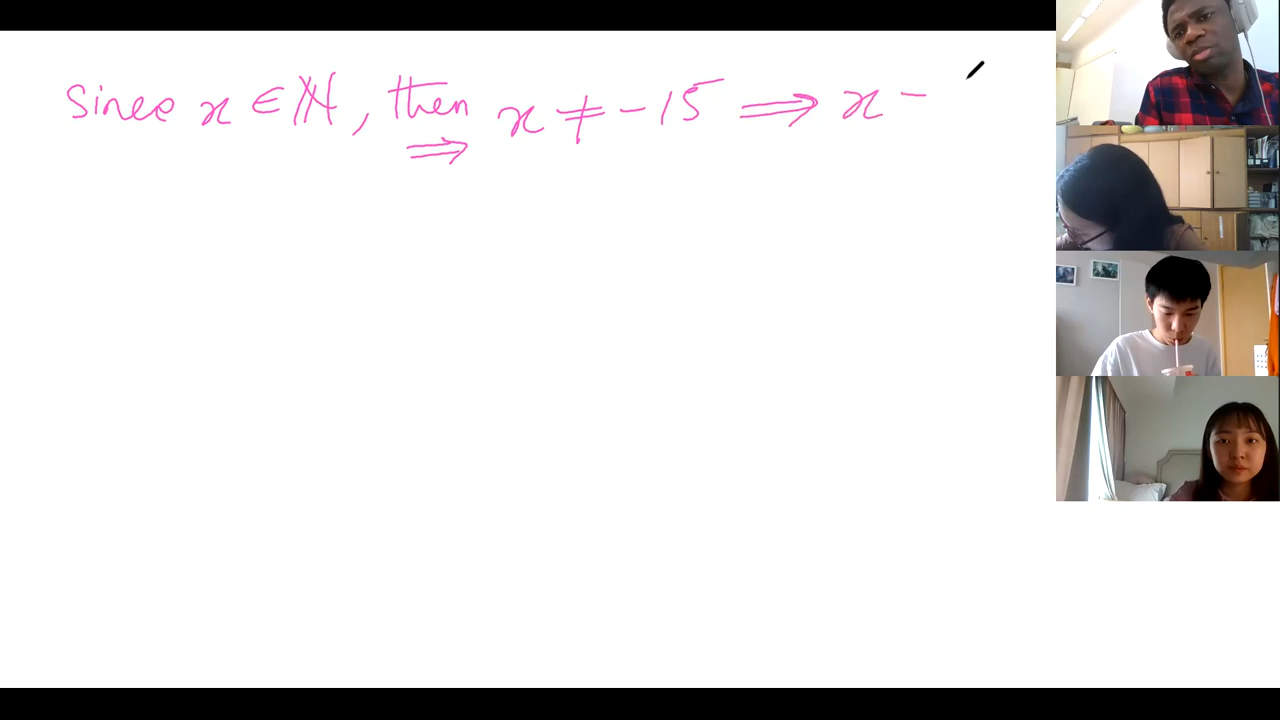 Since x ∈ ℕ, then x ≠ -15 ⟹ x -
⟹